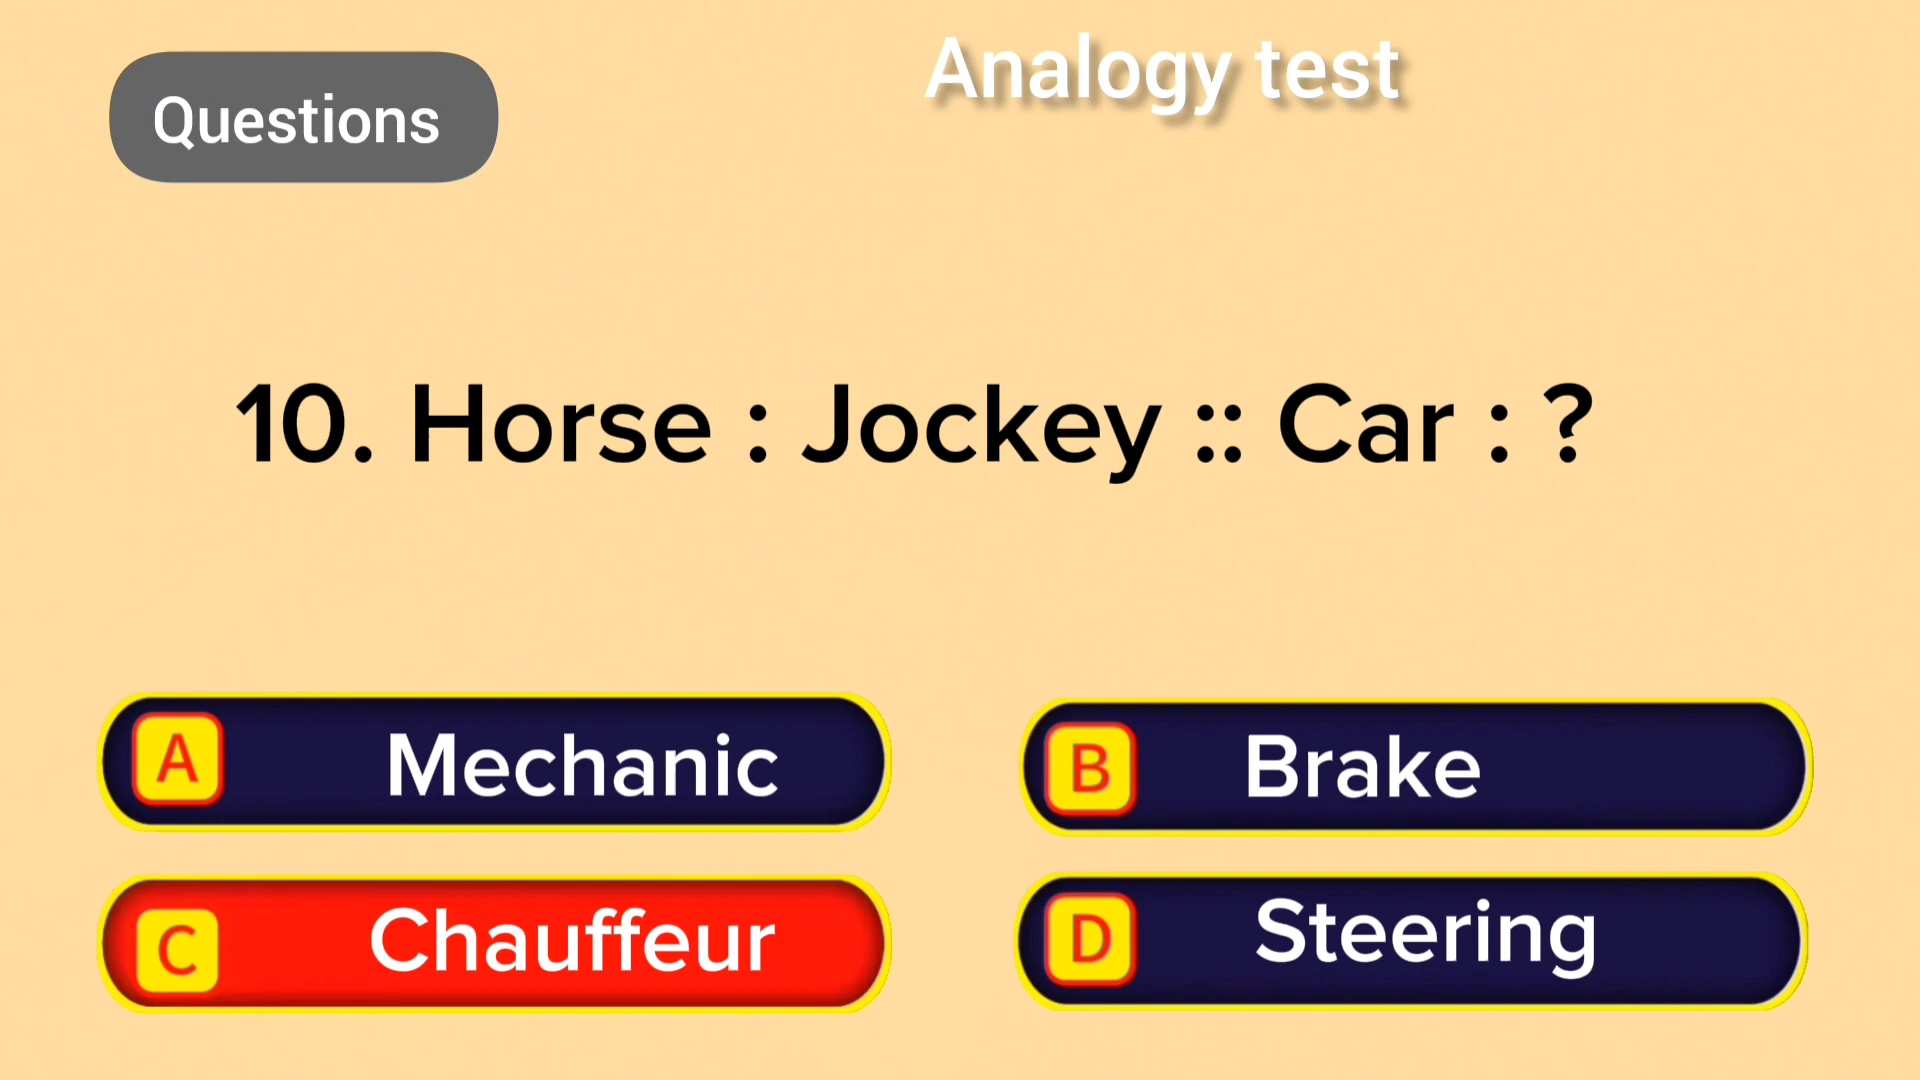 Analogy test
Questions
10. Horse : Jockey :: Car : ?
A Mechanic
B Brake
C Chauffeur
D Steering